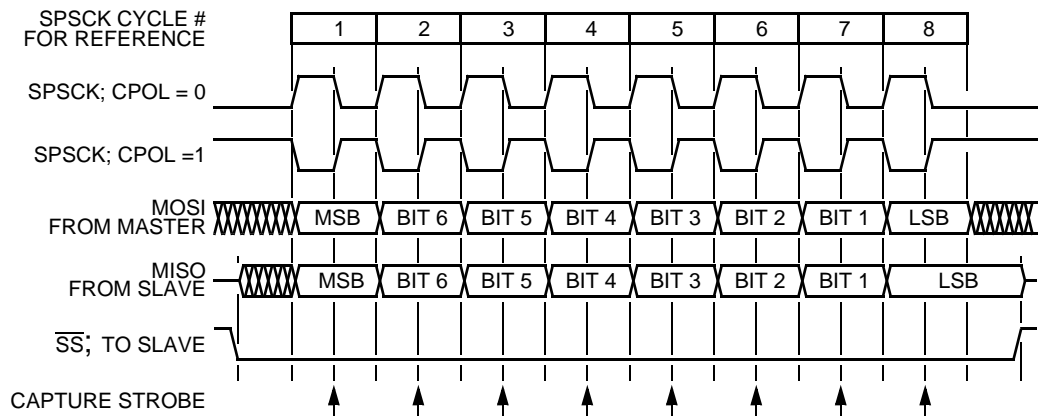 SPSCK CYCLE #
FOR REFERENCE
1 2 3 4 5 6 7 8
SPSCK; CPOL = 0
SPSCK; CPOL =1
MOSI
FROM MASTER
MSB BIT 6 BIT 5 BIT 4 BIT 3 BIT 2 BIT 1 LSB
MISO
FROM SLAVE
MSB BIT 6 BIT 5 BIT 4 BIT 3 BIT 2 BIT 1 LSB
SS; TO SLAVE
CAPTURE STROBE